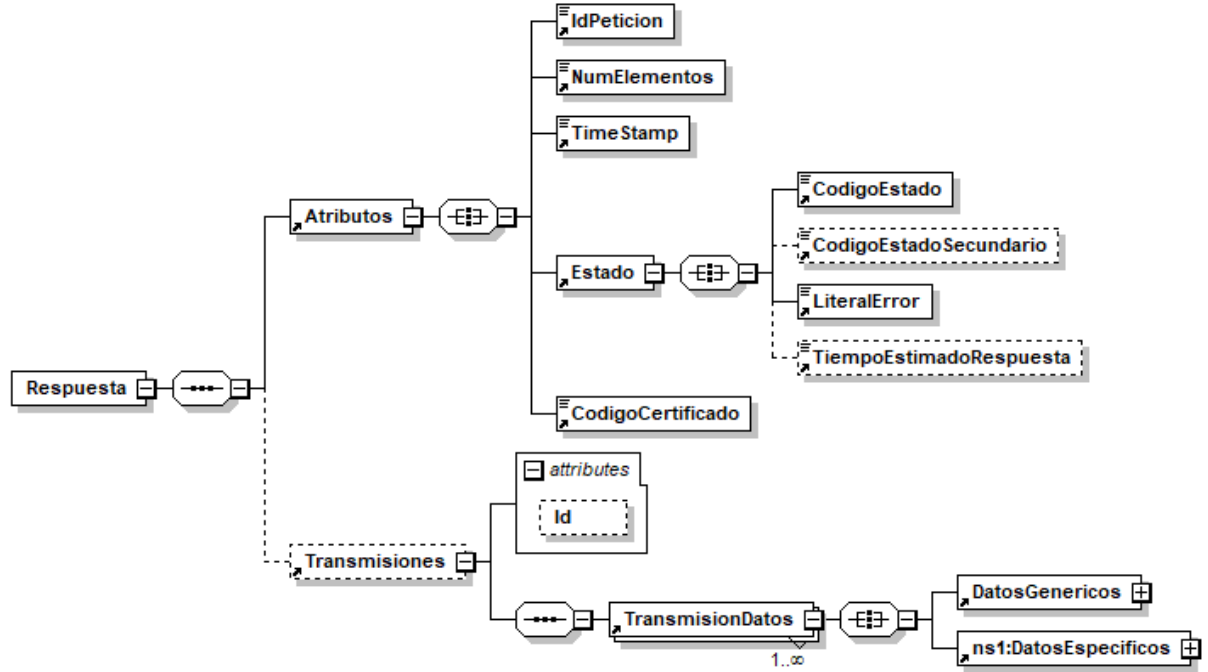 IdPeticion
NumElementos
TimeStamp
CodigoEstado
Atributos
CodigoEstadoSecundario
Estado
LiteralError
TiempoEstimadoRespuesta
Respuesta
CodigoCertificado
attributes
Id
Transmisiones
DatosGenericos
TransmisionDatos
ns1:DatosEspecificos
1..∞